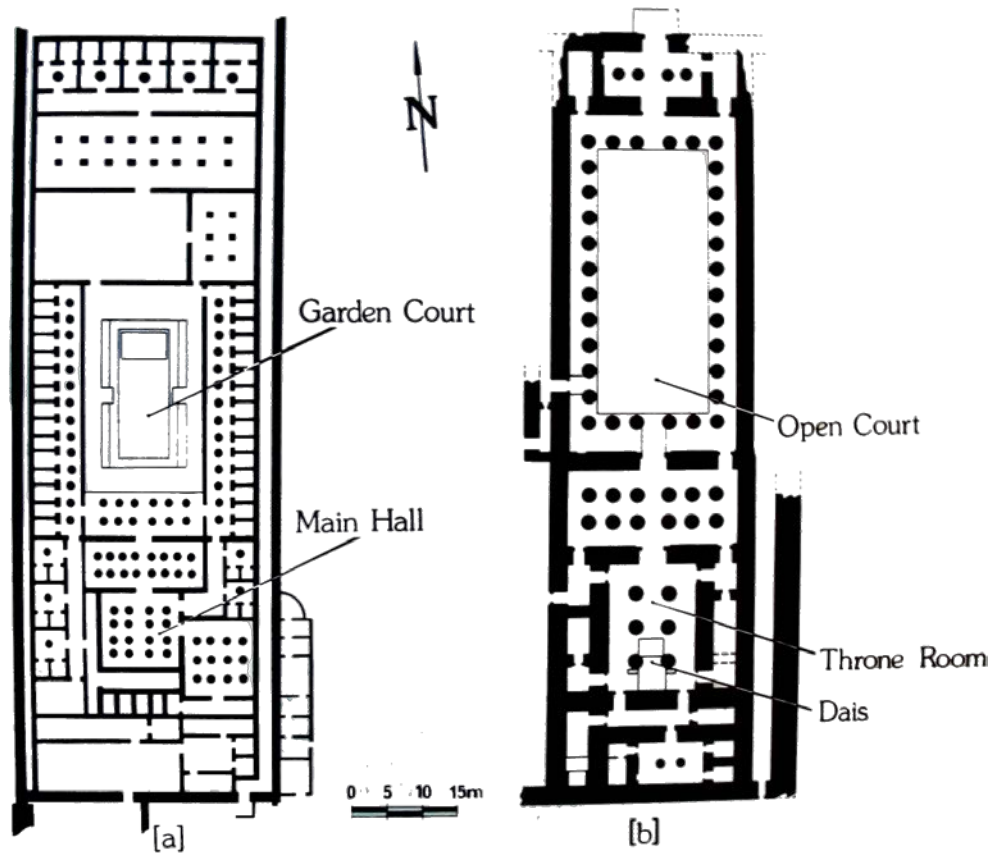 N
Garden Court
Open Court
Main Hall
Throne Room
Dais
0 5 10 15m
[a]
[b]